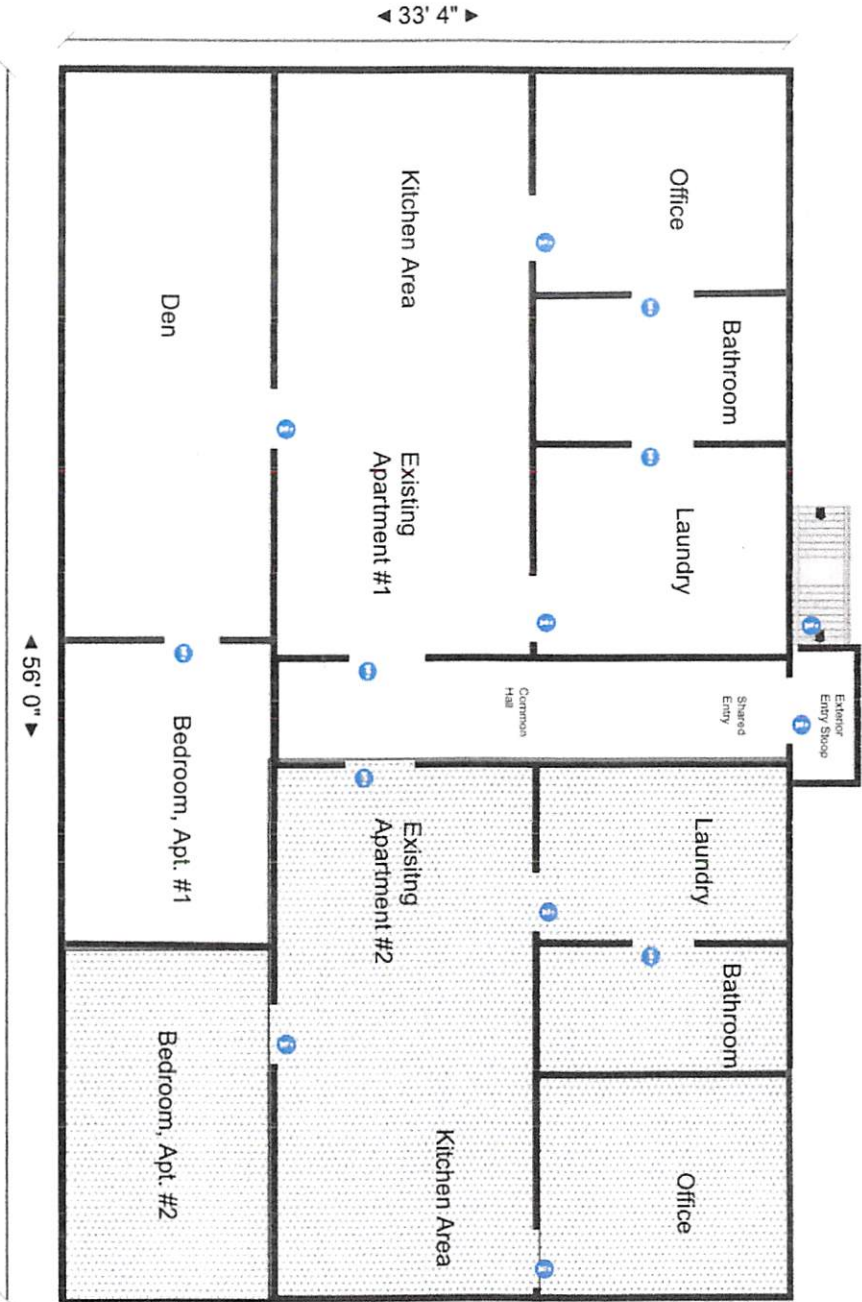 33' 4"
56' 0"
Office
Bathroom
Laundry
Kitchen Area
Existing
Apartment #1
Den
Bedroom, Apt. #1
Exterior
Entry Stoop
Shared
Entry
Common
Hall
Laundry
Bathroom
Office
Exisitng
Apartment #2
Kitchen Area
Bedroom, Apt. #2